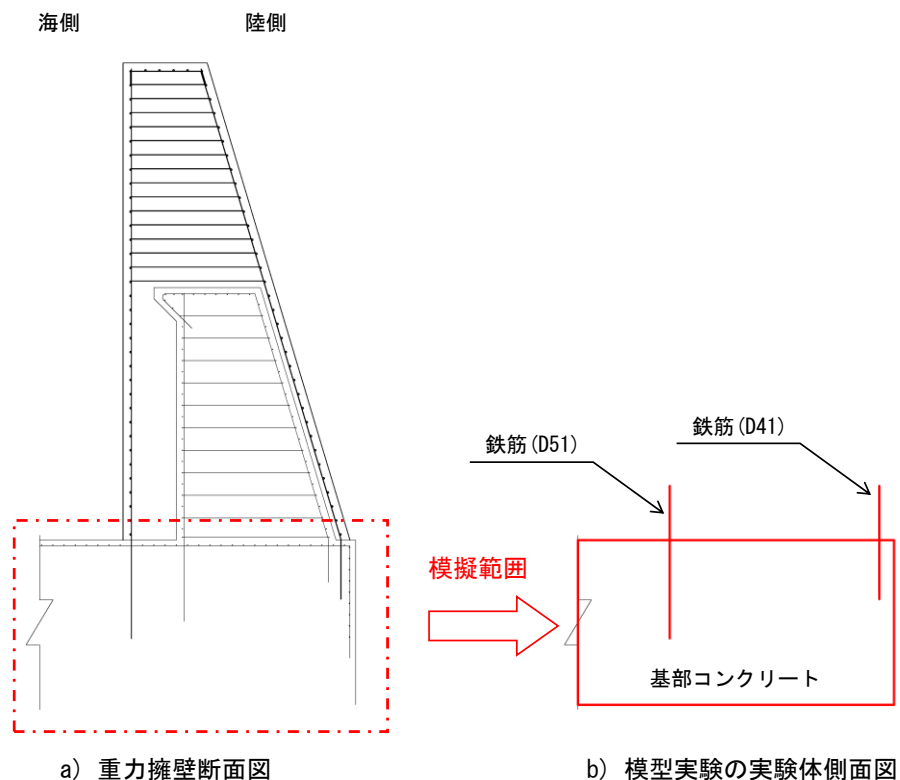 海側
陸側
鉄筋(D51)
鉄筋(D41)
模擬範囲
基部コンクリート
a) 重力擁壁断面図
b) 模型実験の実験体側面図